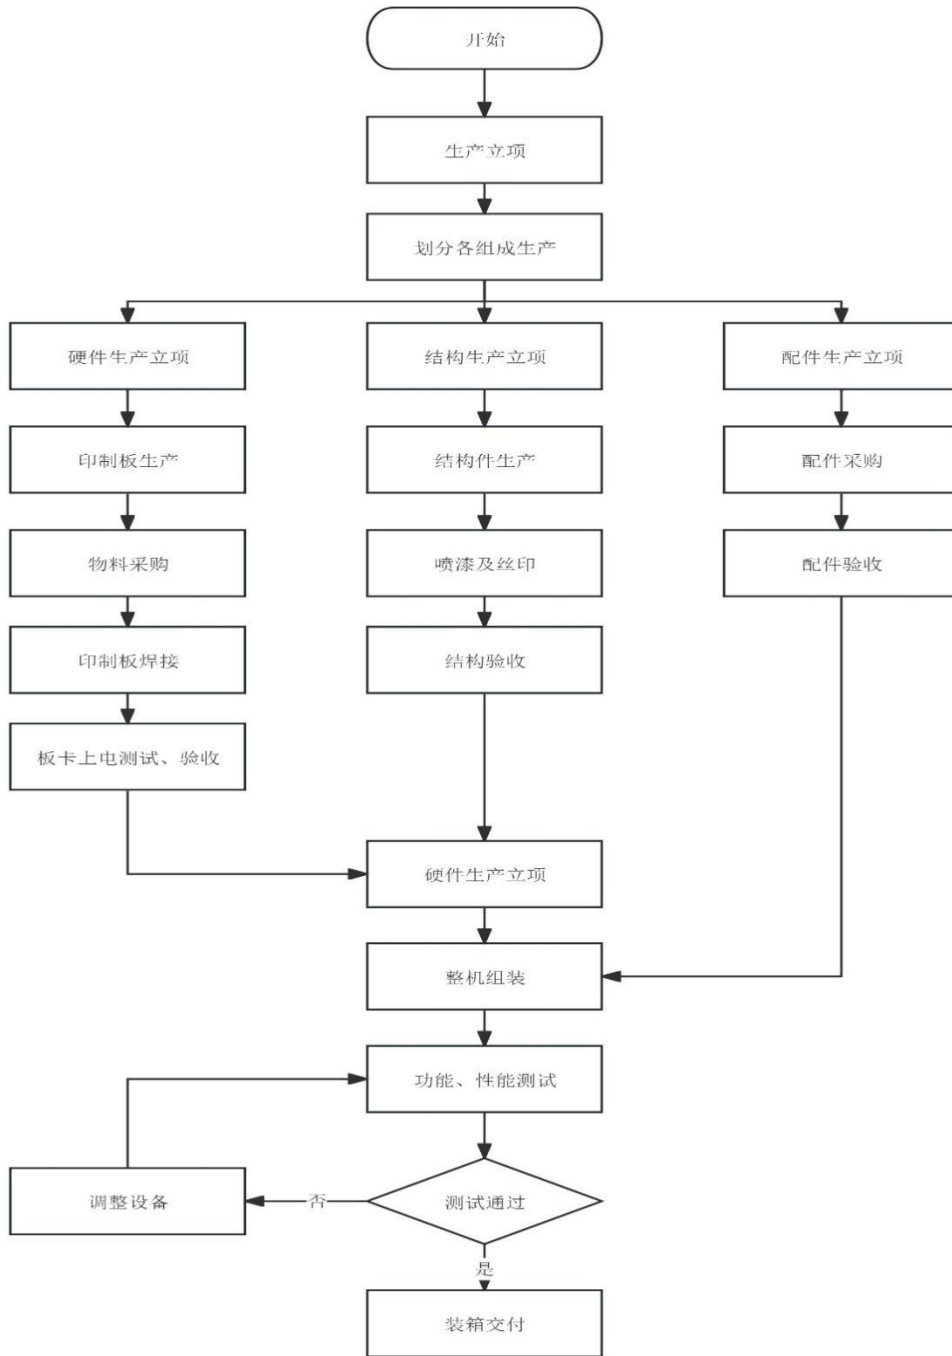 开始
生产立项
划分各组成生产
硬件生产立项
结构生产立项
配件生产立项
印制板生产
结构件生产
配件采购
物料采购
喷漆及丝印
配件验收
印制板焊接
结构验收
板卡上电测试、验收
硬件生产立项
整机组装
功能、性能测试
调整设备
否
测试通过
是
装箱交付